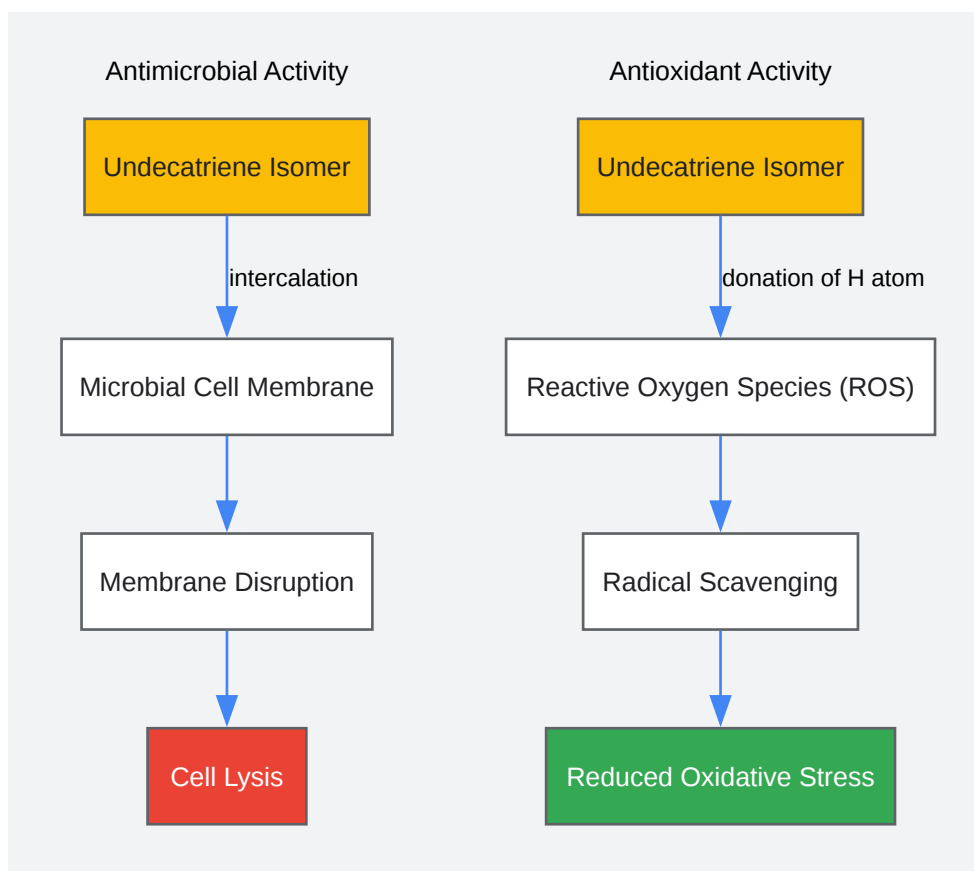 Antimicrobial Activity
Undecatriene Isomer
intercalation
Microbial Cell Membrane
Membrane Disruption
Cell Lysis
Antioxidant Activity
Undecatriene Isomer
donation of H atom
Reactive Oxygen Species (ROS)
Radical Scavenging
Reduced Oxidative Stress